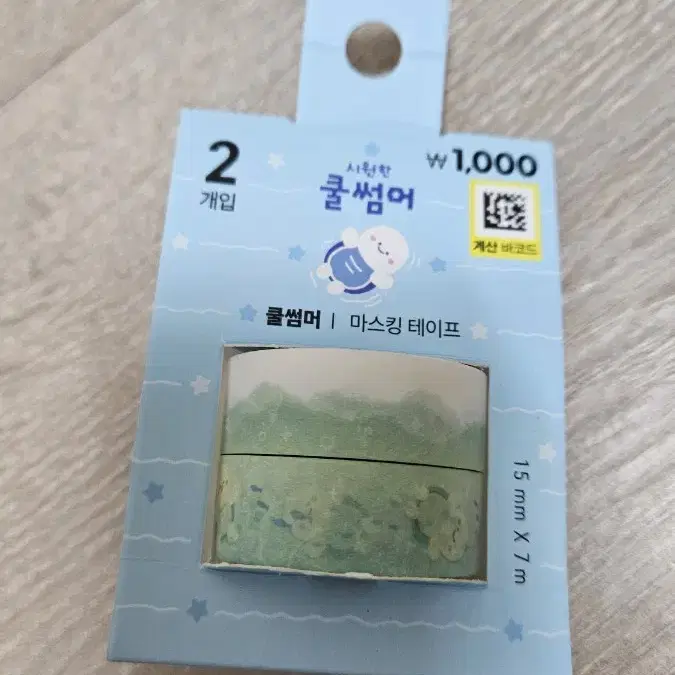 2
개입
₩1,000
시원한
쿨썸머
계산 바코드
쿨썸머 | 마스킹 테이프
15 mm X 7 m